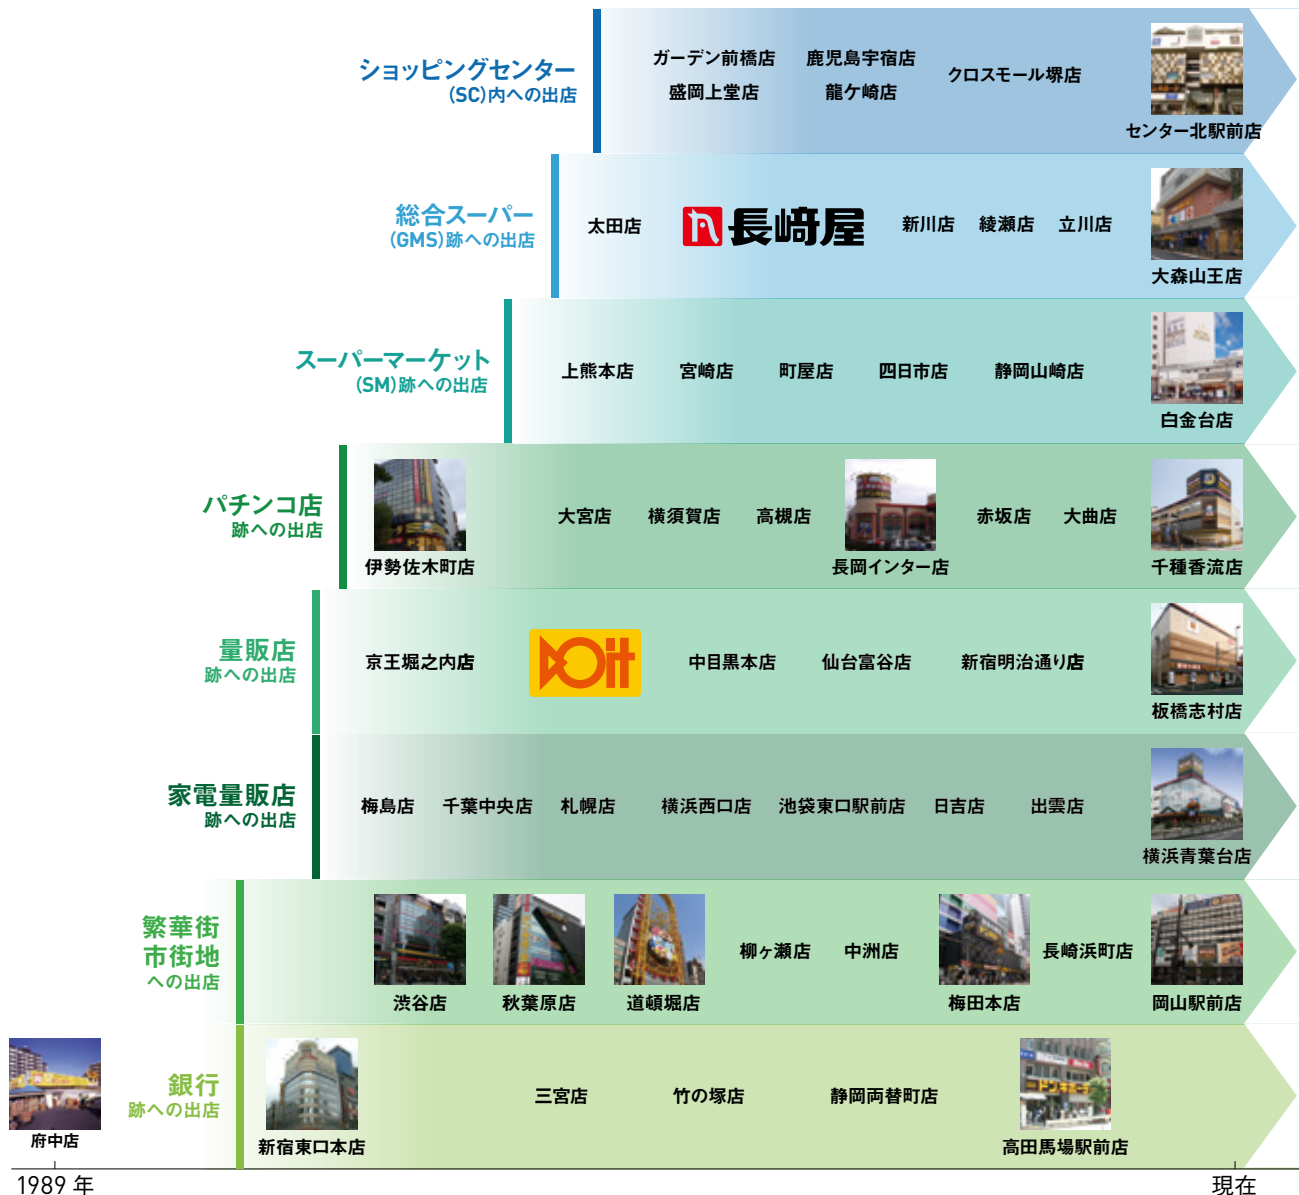 ショッピングセンター
(SC)内への出店
ガーデン前橋店
鹿児島宇宿店
盛岡上堂店
龍ケ崎店
クロスモール堺店
センター北駅前店
総合スーパー
(GMS)跡への出店
太田店
長﨑屋
新川店
綾瀬店
立川店
大森山王店
スーパーマーケット
(SM)跡への出店
上熊本店
宮崎店
町屋店
四日市店
静岡山崎店
白金台店
パチンコ店
跡への出店
伊勢佐木町店
大宮店
横須賀店
高槻店
長岡インター店
赤坂店
大曲店
千種香流店
量販店
跡への出店
京王堀之内店
Doit
中目黒本店
仙台富谷店
新宿明治通り店
板橋志村店
家電量販店
跡への出店
梅島店
千葉中央店
札幌店
横浜西口店
池袋東口駅前店
日吉店
出雲店
横浜青葉台店
繁華街
市街地
への出店
渋谷店
秋葉原店
道頓堀店
柳ヶ瀬店
中洲店
梅田本店
長崎浜町店
岡山駅前店
府中店
銀行
跡への出店
新宿東口本店
三宮店
竹の塚店
静岡両替町店
ドン.キホーテ
高田馬場駅前店
1989 年
現在